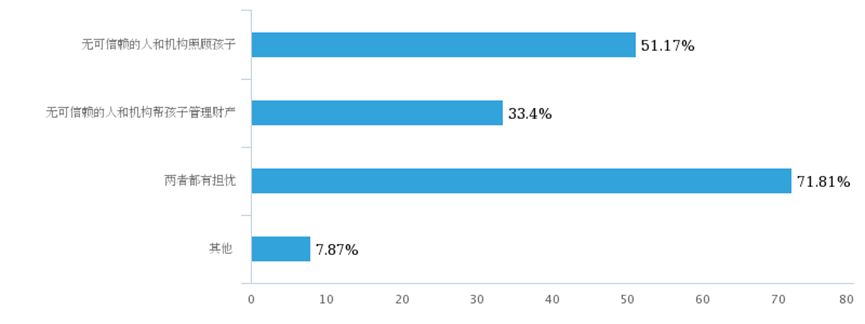 无可信赖的人和机构照顾孩子
51.17%
无可信赖的人和机构帮孩子管理财产
33.4%
两者都有担忧
71.81%
其他
7.87%
0 10 20 30 40 50 60 70 80